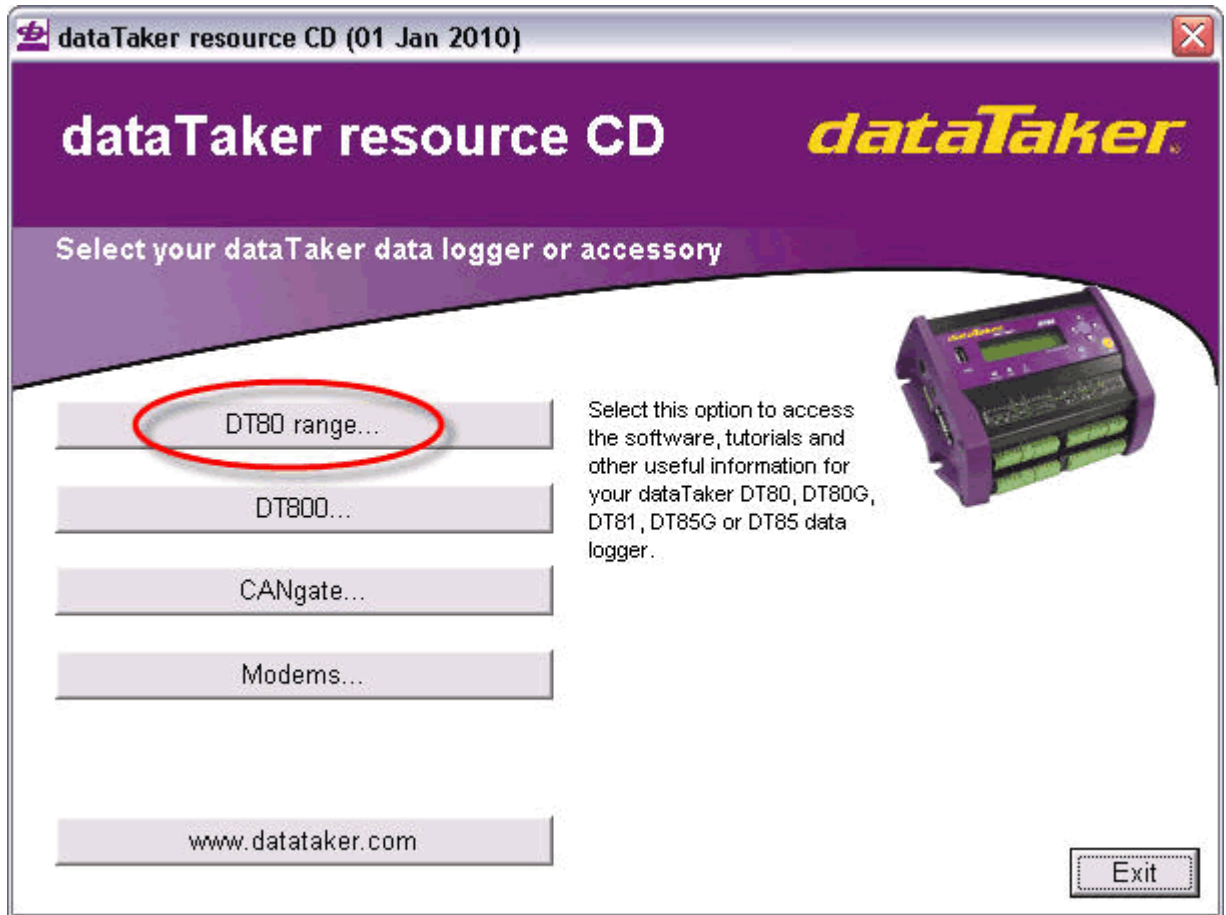 dataTaker resource CD (01 Jan 2010)
dataTaker resource CD
dataTaker
Select your dataTaker data logger or accessory
DT80 range...
DT800...
CANgate...
Modems...
www.datataker.com
Select this option to access
the software, tutorials and
other useful information for
your dataTaker DT80, DT80G,
DT81, DT85G or DT85 data
logger.
dataTaker
Exit